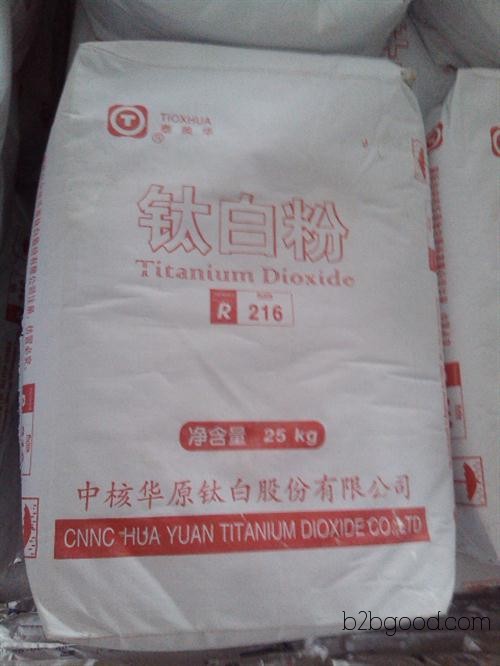 TIOXHUA
泰奥华
钛白粉
Titanium Dioxide
R 216
净含量 25 kg
中核华原钛白股份有限公司
CNNC HUA YUAN TITANIUM DIOXIDE CO.,LTD
b2bgood.com